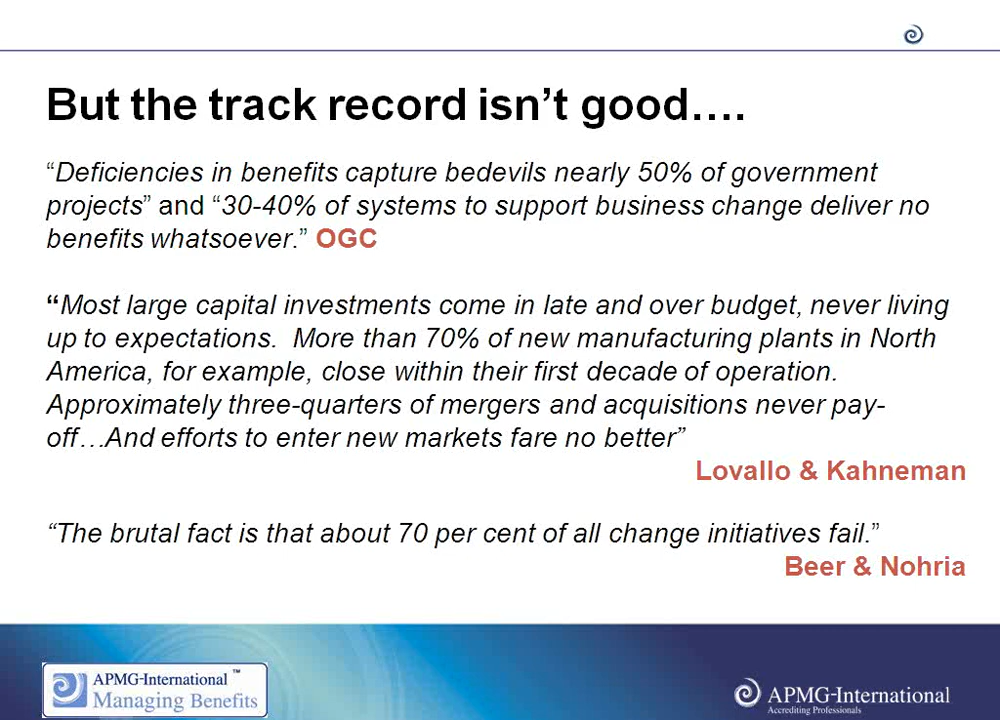 But the track record isn’t good….
“Deficiencies in benefits capture bedevils nearly 50% of government
projects” and “30-40% of systems to support business change deliver no
benefits whatsoever.” OGC
“Most large capital investments come in late and over budget, never living
up to expectations.  More than 70% of new manufacturing plants in North
America, for example, close within their first decade of operation.
Approximately three-quarters of mergers and acquisitions never pay-
off…And efforts to enter new markets fare no better”
Lovallo & Kahneman
“The brutal fact is that about 70 per cent of all change initiatives fail.”
Beer & Nohria
APMG-International™
Managing Benefits
APMG-International
Accrediting Professionals